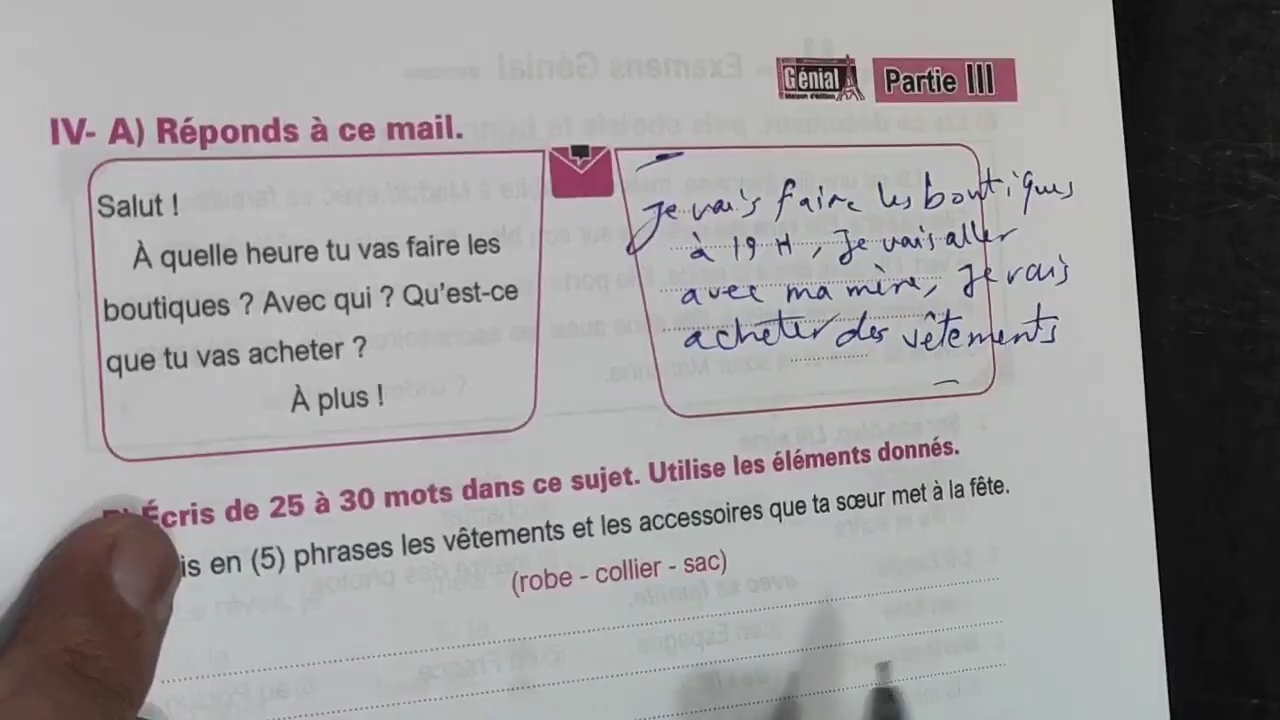 Génial
Maison d'édition
Partie III
IV- A) Réponds à ce mail.
Salut !
À quelle heure tu vas faire les
boutiques ? Avec qui ? Qu'est-ce
que tu vas acheter ?
À plus !
Je vais faire les boutiques
à 19 H, Je vais aller
avec ma mère, Je vais
acheter des vêtements
Écris de 25 à 30 mots dans ce sujet. Utilise les éléments donnés.
is en (5) phrases les vêtements et les accessoires que ta sœur met à la fête.
(robe - collier - sac)